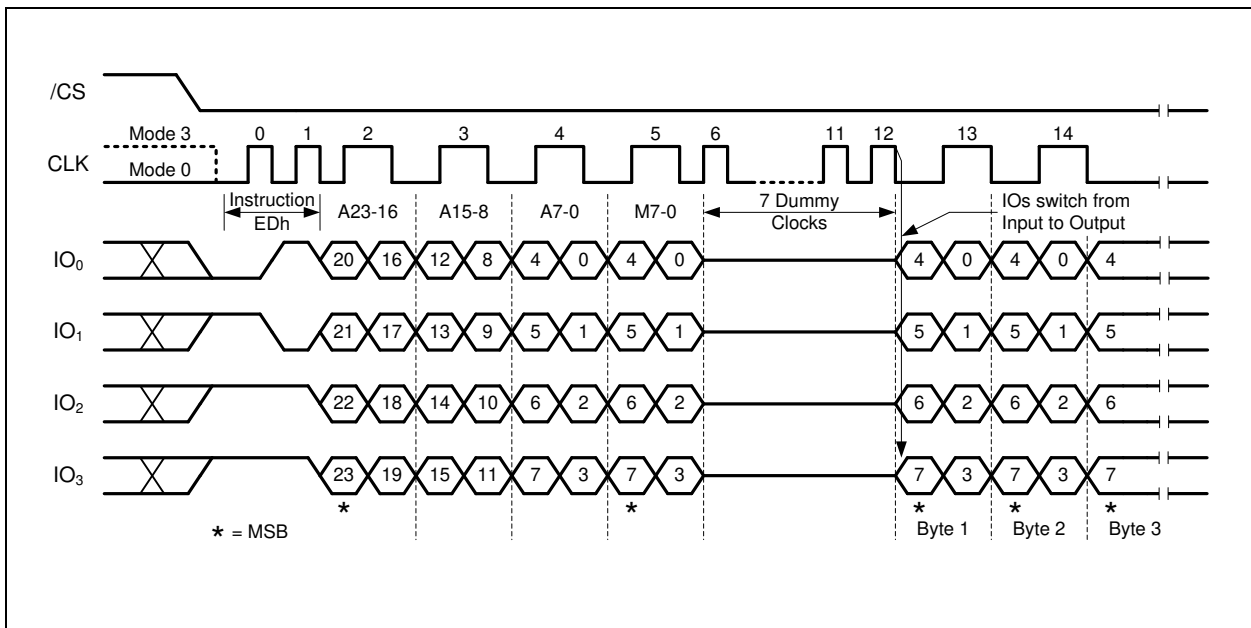 /CS
Mode 3 0 1 2 3 4 5 6 11 12 13 14
CLK
Mode 0
Instruction A23-16 A15-8 A7-0 M7-0 7 Dummy IOs switch from
EDh Clocks Input to Output
IO0 20 16 12 8 4 0 4 0 4 0 4 0 4
IO1 21 17 13 9 5 1 5 1 5 1 5 1 5
IO2 22 18 14 10 6 2 6 2 6 2 6 2 6
IO3 23 19 15 11 7 3 7 3 7 3 7 3 7
* * * * *
* = MSB Byte 1 Byte 2 Byte 3